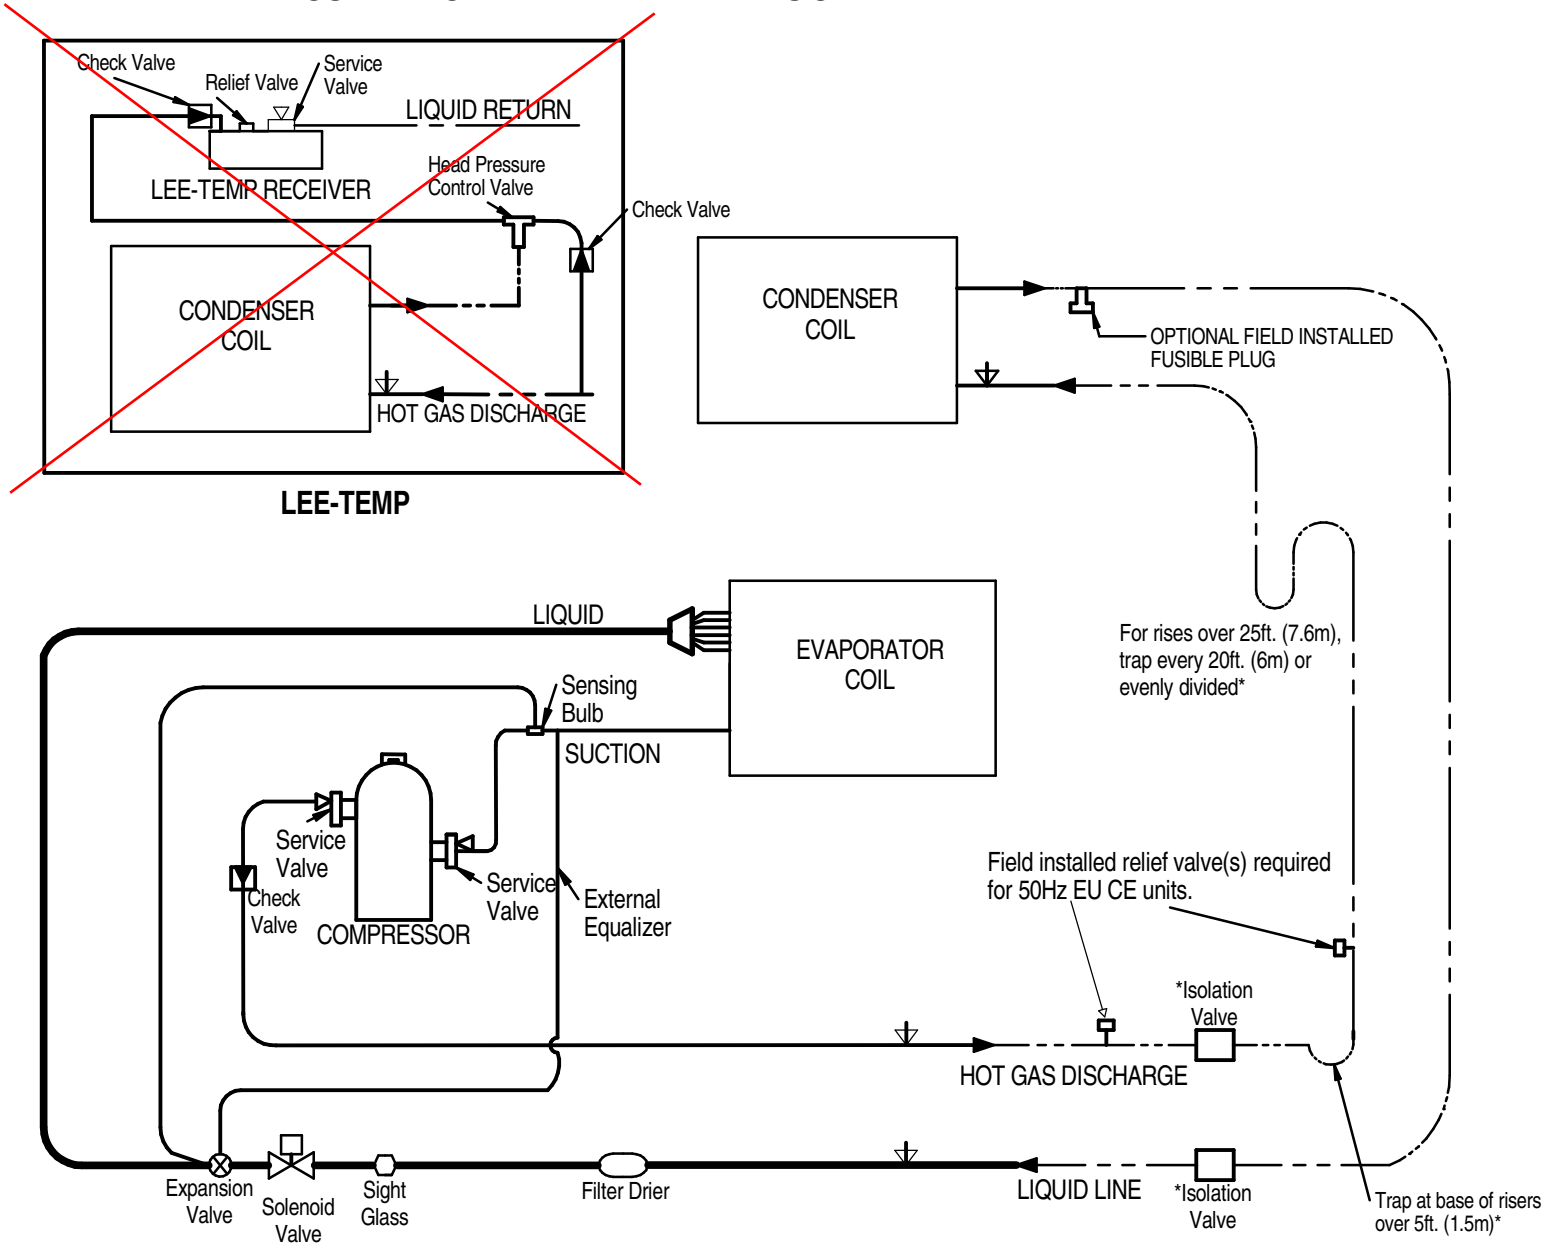 Check Valve
Relief Valve
Service
Valve
LIQUID RETURN
LEE-TEMP RECEIVER
Head Pressure
Control Valve
Check Valve
CONDENSER
COIL
HOT GAS DISCHARGE
LEE-TEMP
CONDENSER
COIL
OPTIONAL FIELD INSTALLED
FUSIBLE PLUG
LIQUID
EVAPORATOR
COIL
For rises over 25ft. (7.6m),
trap every 20ft. (6m) or
evenly divided*
Sensing
Bulb
SUCTION
Service
Valve
Check
Valve
COMPRESSOR
Service
Valve
External
Equalizer
Field installed relief valve(s) required
for 50Hz EU CE units.
*Isolation
Valve
HOT GAS DISCHARGE
Expansion
Valve
Solenoid
Valve
Sight
Glass
Filter Drier
LIQUID LINE
*Isolation
Valve
Trap at base of risers
over 5ft. (1.5m)*